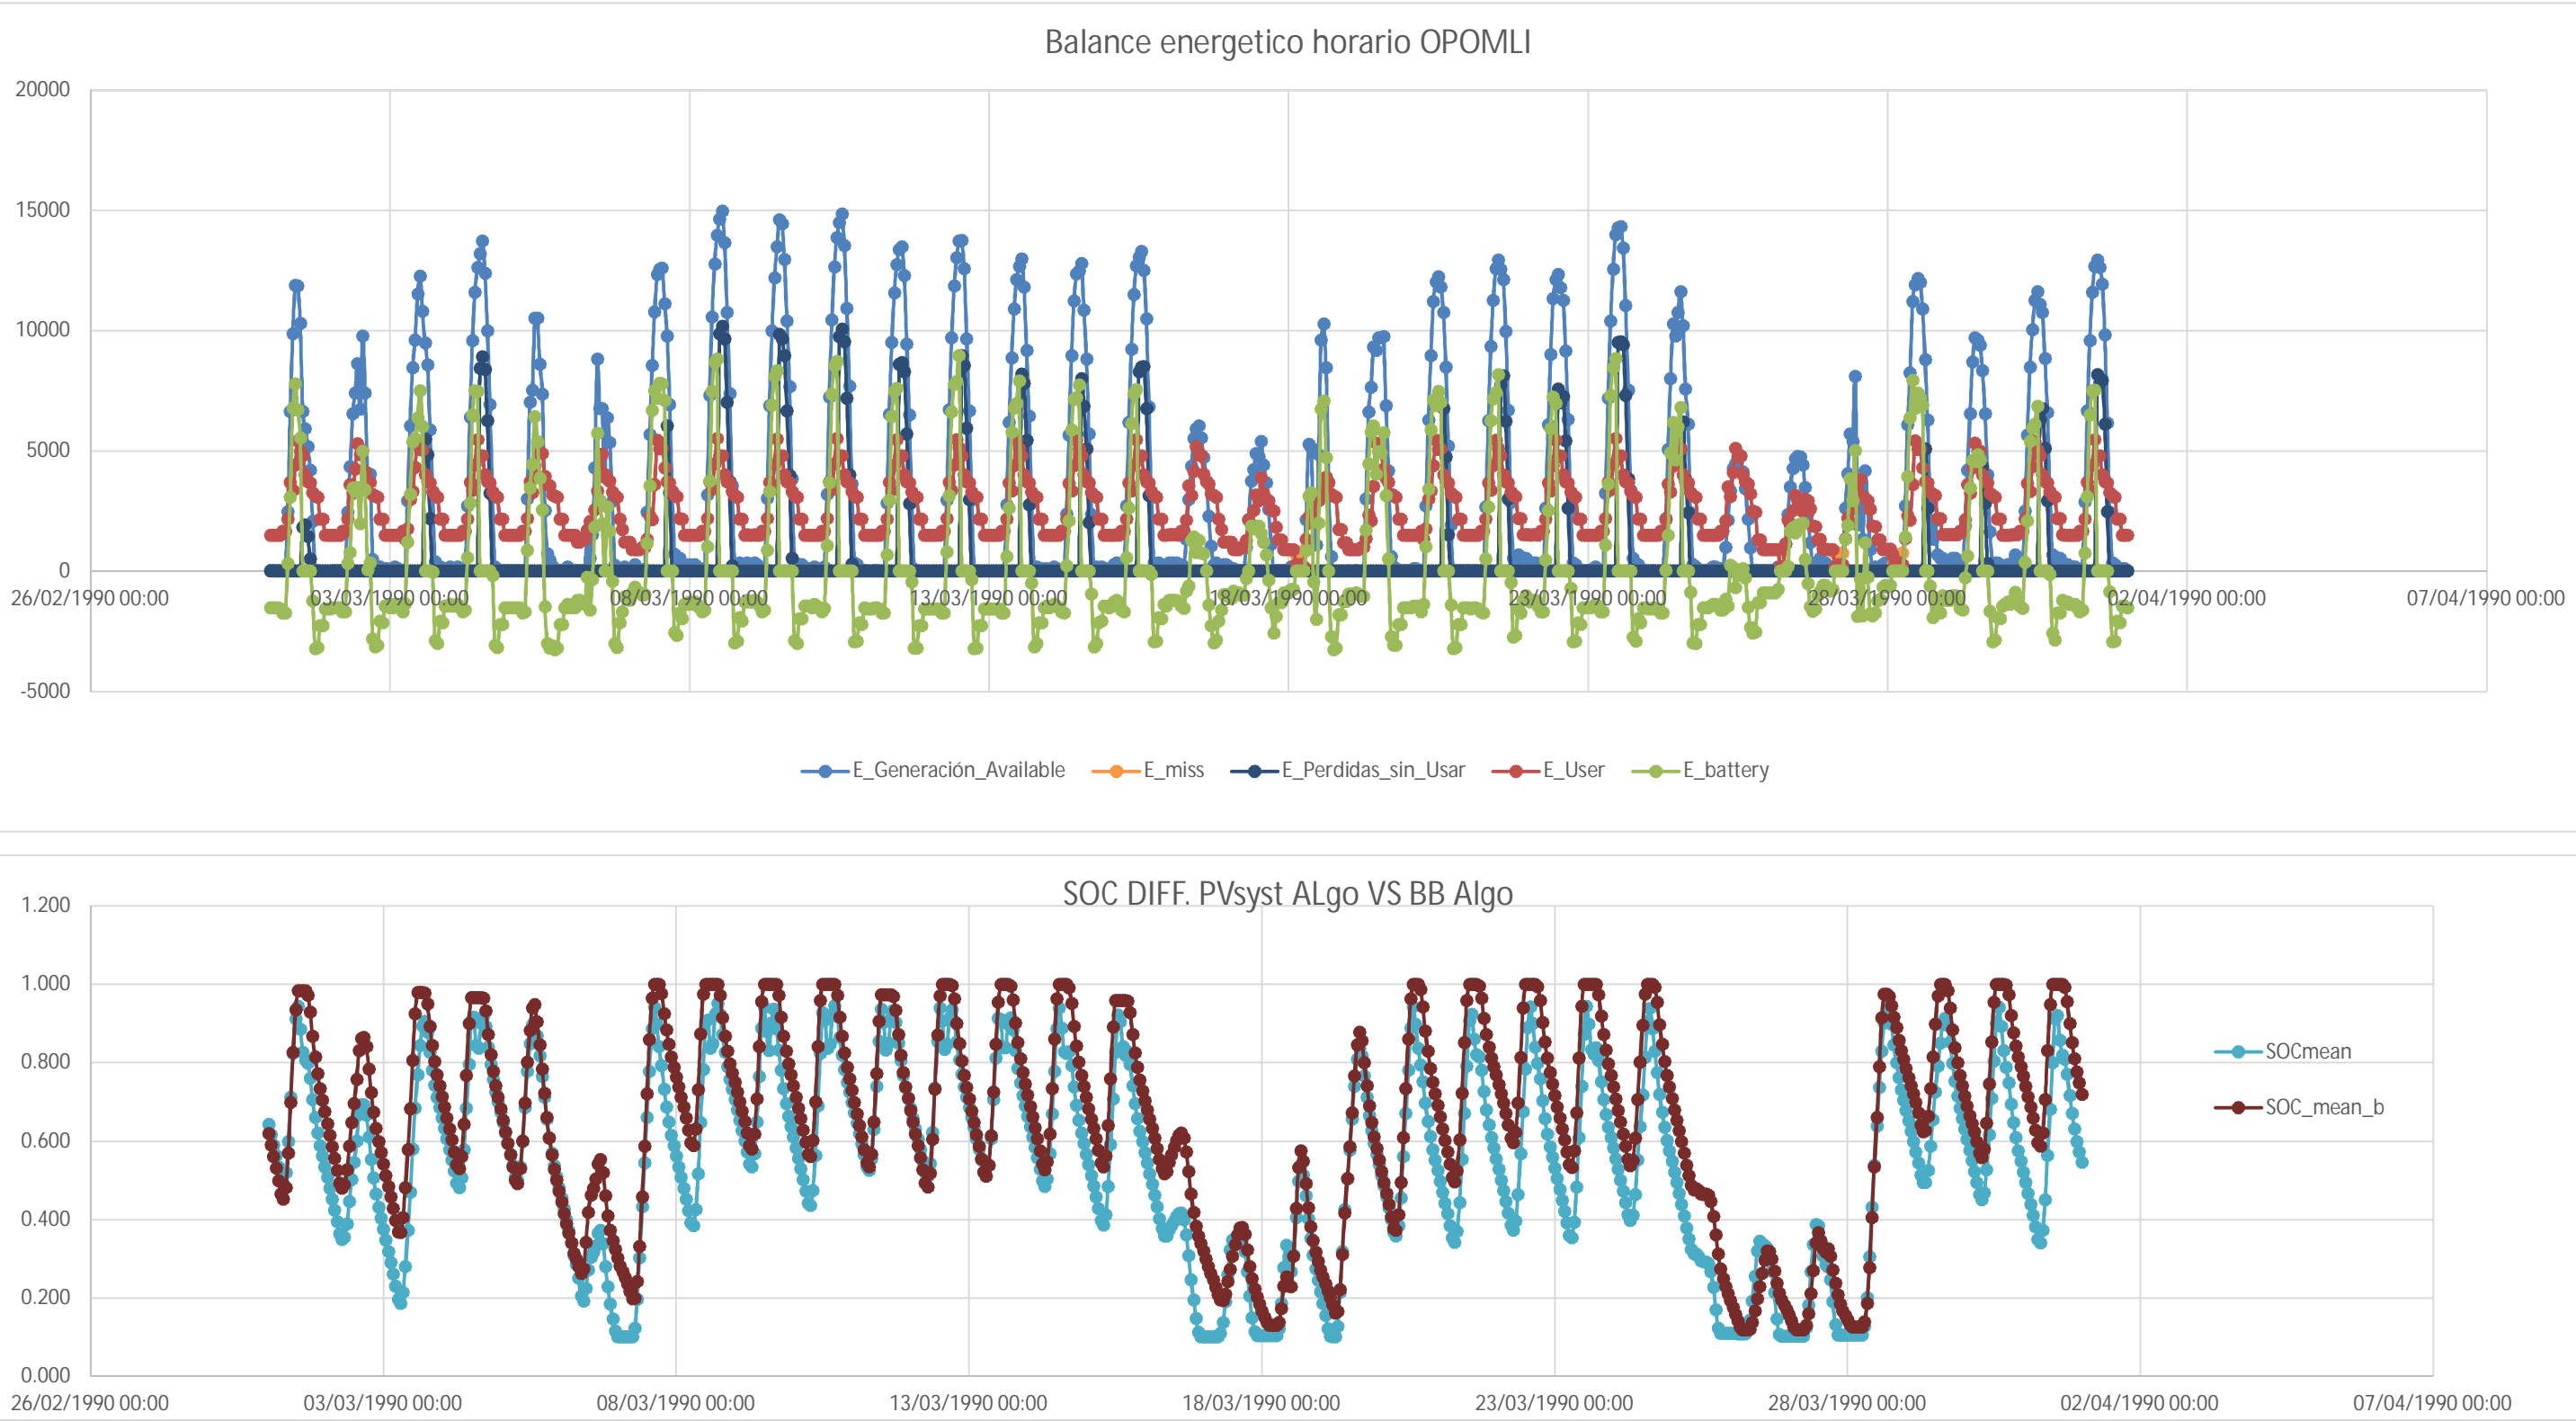 Balance energetico horario OPOMLI
20000
15000
10000
5000
0
-5000
26/02/1990 00:00 03/03/1990 00:00 08/03/1990 00:00 13/03/1990 00:00 18/03/1990 00:00 23/03/1990 00:00 28/03/1990 00:00 02/04/1990 00:00 07/04/1990 00:00
E_Generación_Available E_miss E_Perdidas_sin_Usar E_User E_battery
SOC DIFF. PVsyst ALgo VS BB Algo
1.200
1.000
0.800
0.600
0.400
0.200
0.000
SOCmean
SOC_mean_b
26/02/1990 00:00 03/03/1990 00:00 08/03/1990 00:00 13/03/1990 00:00 18/03/1990 00:00 23/03/1990 00:00 28/03/1990 00:00 02/04/1990 00:00 07/04/1990 00:00